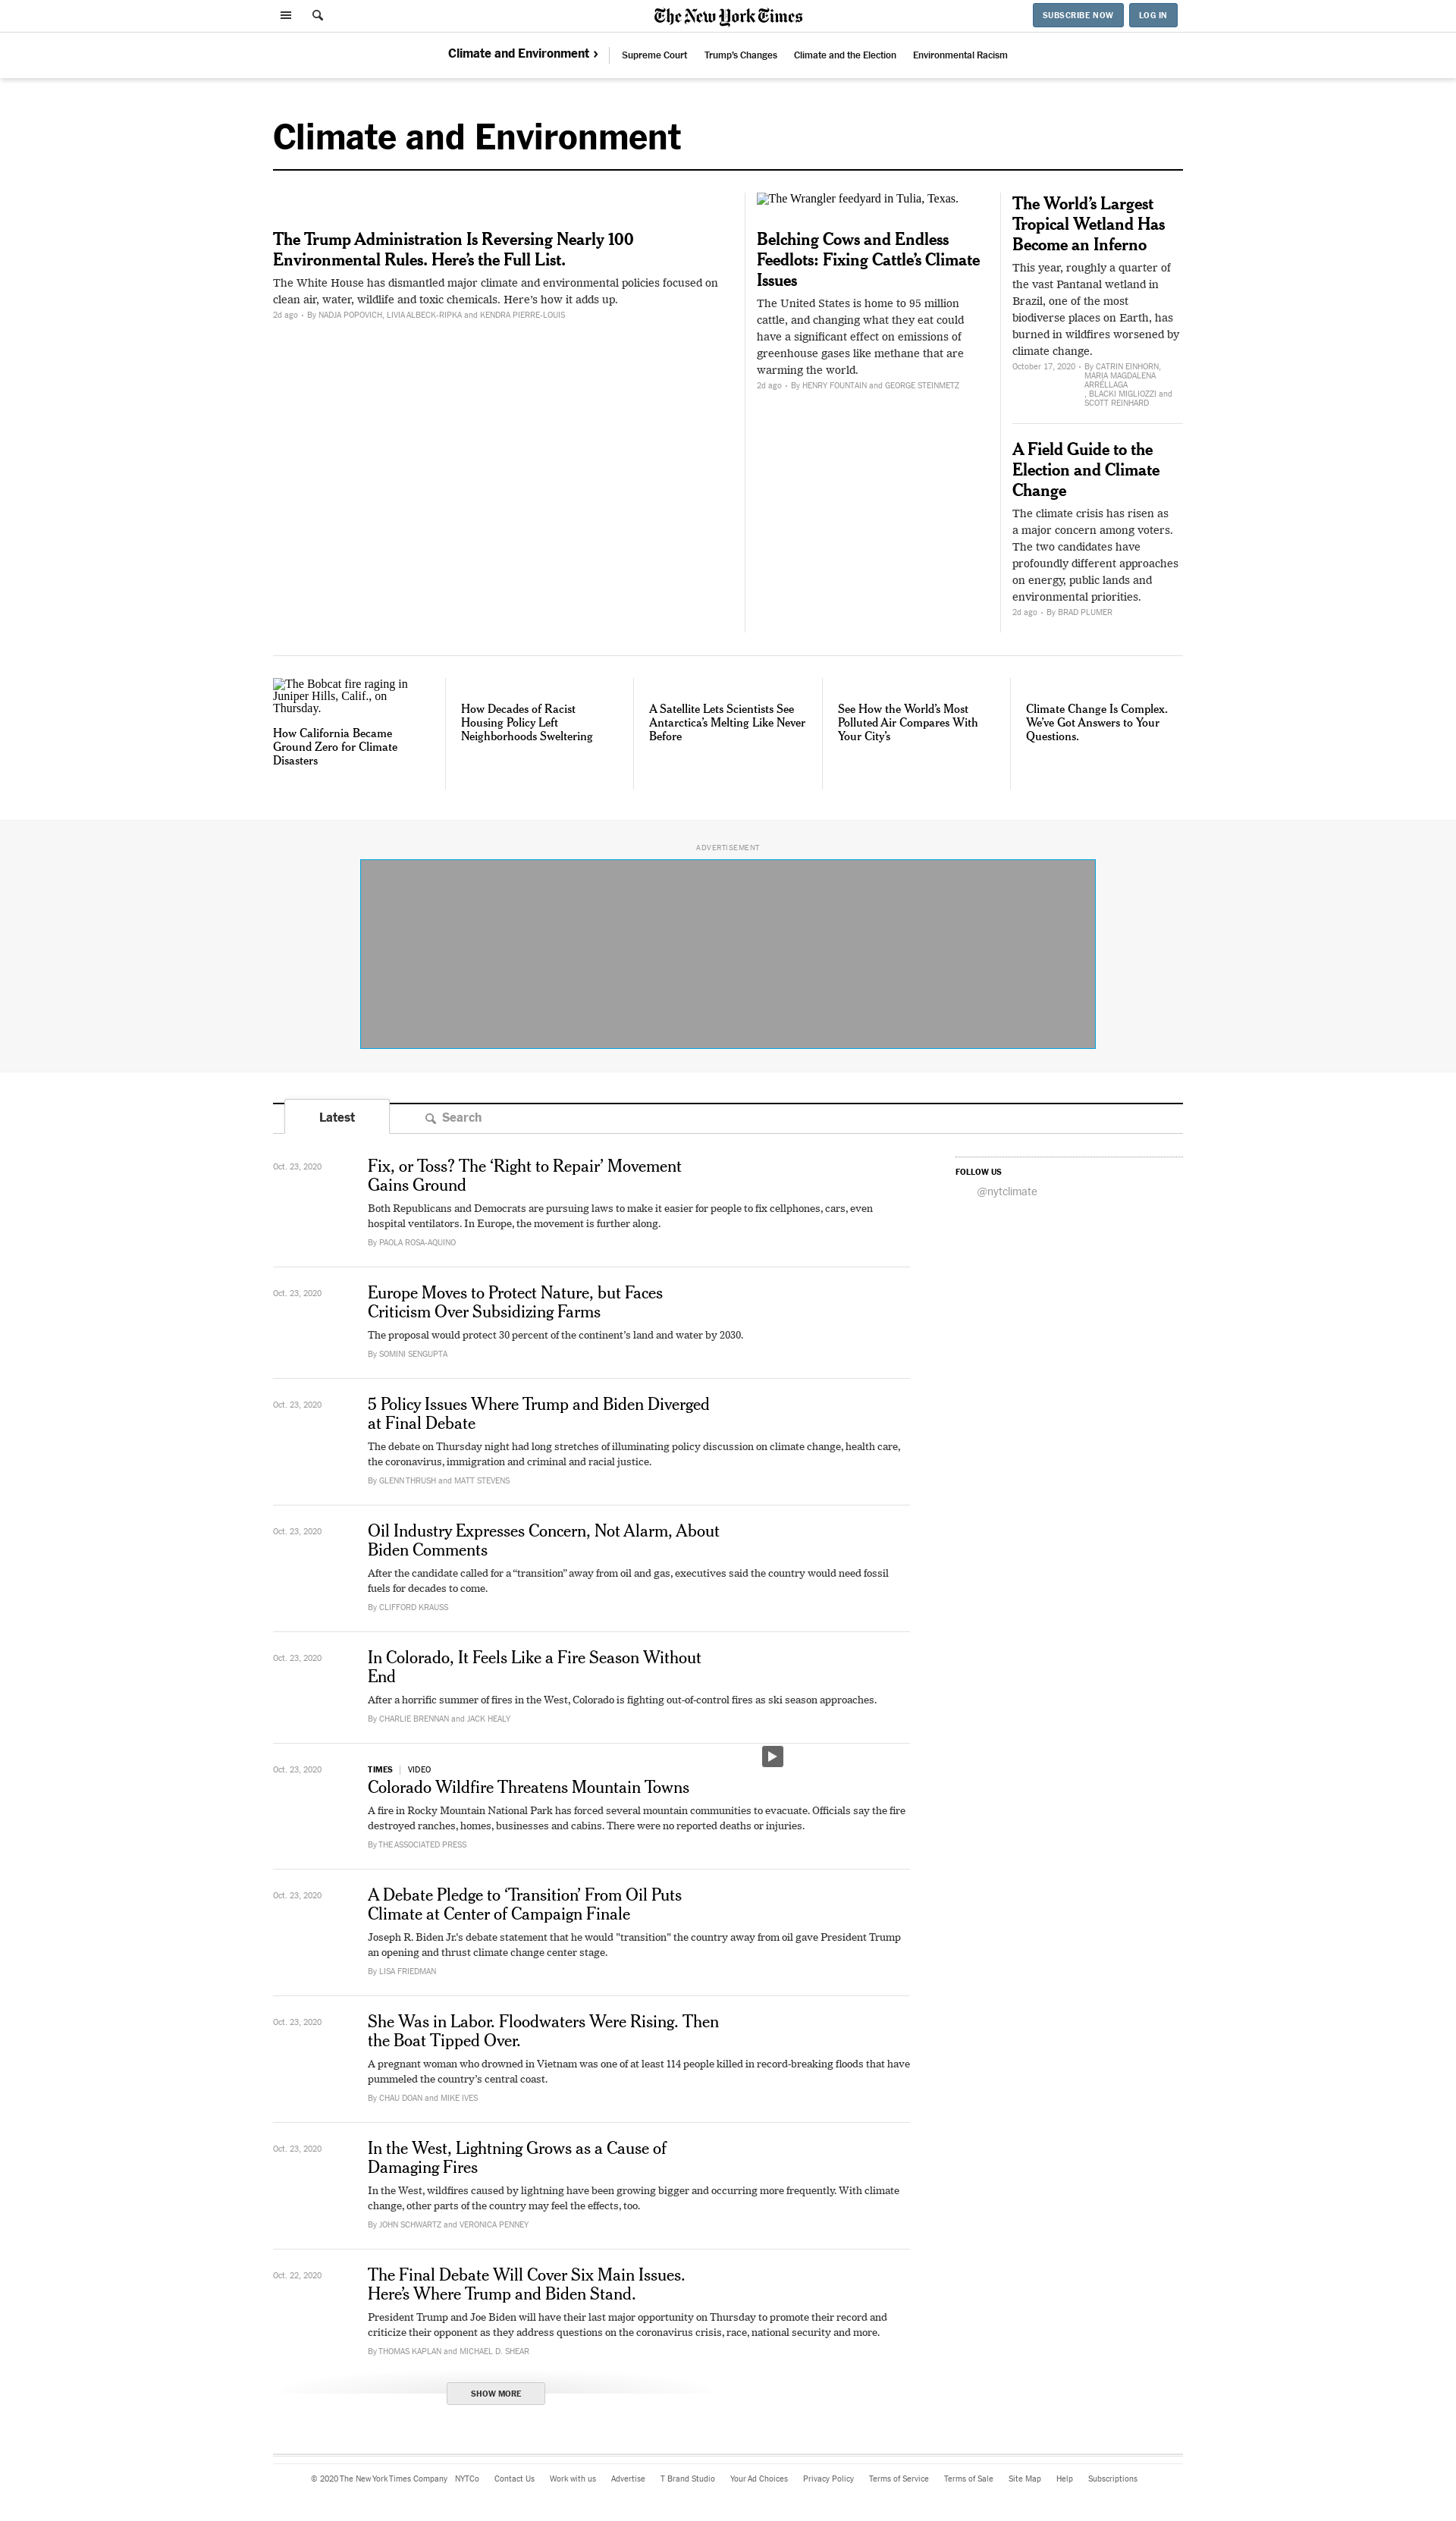 The New York Times
SUBSCRIBE NOW
LOG IN
Climate and Environment ›
Supreme Court
Trump's Changes
Climate and the Election
Environmental Racism
Climate and Environment
The Trump Administration Is Reversing Nearly 100
Environmental Rules. Here's the Full List.
The White House has dismantled major climate and environmental policies focused on
clean air, water, wildlife and toxic chemicals. Here's how it adds up.
2d ago • By NADJA POPOVICH, LIVIA ALBECK-RIPKA and KENDRA PIERRE-LOUIS
The Wrangler feedyard in Tulia, Texas.
Belching Cows and Endless
Feedlots: Fixing Cattle's Climate
Issues
The United States is home to 95 million
cattle, and changing what they eat could
have a significant effect on emissions of
greenhouse gases like methane that are
warming the world.
2d ago • By HENRY FOUNTAIN and GEORGE STEINMETZ
The World's Largest
Tropical Wetland Has
Become an Inferno
This year, roughly a quarter of
the vast Pantanal wetland in
Brazil, one of the most
biodiverse places on Earth, has
burned in wildfires worsened by
climate change.
October 17, 2020 • By CATRIN EINHORN,
MARIA MAGDALENA
ARRÉLLAGA
, BLACKI MIGLIOZZI and
SCOTT REINHARD
A Field Guide to the
Election and Climate
Change
The climate crisis has risen as
a major concern among voters.
The two candidates have
profoundly different approaches
on energy, public lands and
environmental priorities.
2d ago • By BRAD PLUMER
The Bobcat fire raging in
Juniper Hills, Calif., on
Thursday.
How California Became
Ground Zero for Climate
Disasters
How Decades of Racist
Housing Policy Left
Neighborhoods Sweltering
A Satellite Lets Scientists See
Antarctica's Melting Like Never
Before
See How the World's Most
Polluted Air Compares With
Your City's
Climate Change Is Complex.
We've Got Answers to Your
Questions.
ADVERTISEMENT
Latest
Search
Oct. 23, 2020
Fix, or Toss? The 'Right to Repair' Movement
Gains Ground
Both Republicans and Democrats are pursuing laws to make it easier for people to fix cellphones, cars, even
hospital ventilators. In Europe, the movement is further along.
By PAOLA ROSA-AQUINO
FOLLOW US
@nytclimate
Oct. 23, 2020
Europe Moves to Protect Nature, but Faces
Criticism Over Subsidizing Farms
The proposal would protect 30 percent of the continent's land and water by 2030.
By SOMINI SENGUPTA
Oct. 23, 2020
5 Policy Issues Where Trump and Biden Diverged
at Final Debate
The debate on Thursday night had long stretches of illuminating policy discussion on climate change, health care,
the coronavirus, immigration and criminal and racial justice.
By GLENN THRUSH and MATT STEVENS
Oct. 23, 2020
Oil Industry Expresses Concern, Not Alarm, About
Biden Comments
After the candidate called for a “transition” away from oil and gas, executives said the country would need fossil
fuels for decades to come.
By CLIFFORD KRAUSS
Oct. 23, 2020
In Colorado, It Feels Like a Fire Season Without
End
After a horrific summer of fires in the West, Colorado is fighting out-of-control fires as ski season approaches.
By CHARLIE BRENNAN and JACK HEALY
Oct. 23, 2020
TIMES | VIDEO
Colorado Wildfire Threatens Mountain Towns
A fire in Rocky Mountain National Park has forced several mountain communities to evacuate. Officials say the fire
destroyed ranches, homes, businesses and cabins. There were no reported deaths or injuries.
By THE ASSOCIATED PRESS
Oct. 23, 2020
A Debate Pledge to 'Transition' From Oil Puts
Climate at Center of Campaign Finale
Joseph R. Biden Jr.'s debate statement that he would "transition" the country away from oil gave President Trump
an opening and thrust climate change center stage.
By LISA FRIEDMAN
Oct. 23, 2020
She Was in Labor. Floodwaters Were Rising. Then
the Boat Tipped Over.
A pregnant woman who drowned in Vietnam was one of at least 114 people killed in record-breaking floods that have
pummeled the country's central coast.
By CHAU DOAN and MIKE IVES
Oct. 23, 2020
In the West, Lightning Grows as a Cause of
Damaging Fires
In the West, wildfires caused by lightning have been growing bigger and occurring more frequently. With climate
change, other parts of the country may feel the effects, too.
By JOHN SCHWARTZ and VERONICA PENNEY
Oct. 22, 2020
The Final Debate Will Cover Six Main Issues.
Here's Where Trump and Biden Stand.
President Trump and Joe Biden will have their last major opportunity on Thursday to promote their record and
criticize their opponent as they address questions on the coronavirus crisis, race, national security and more.
By THOMAS KAPLAN and MICHAEL D. SHEAR
SHOW MORE
© 2020 The New York Times Company NYTCo Contact Us Work with us Advertise T Brand Studio Your Ad Choices Privacy Policy Terms of Service Terms of Sale Site Map Help Subscriptions